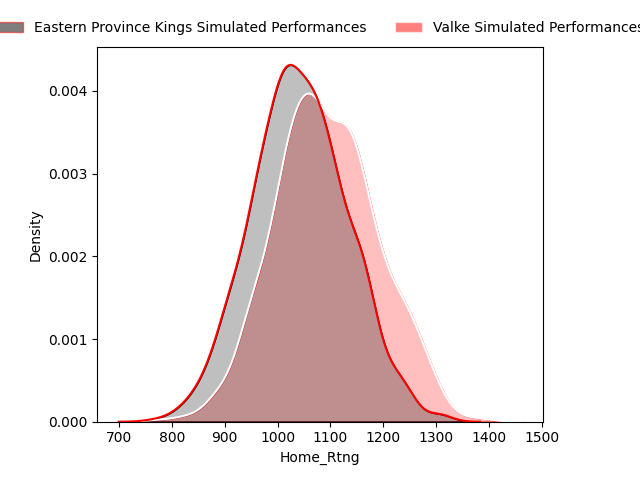 Eastern Province Kings Simulated Performances Valke Simulated Performances
0.004
0.003
Density
0.002
0.001
0.000
700 800 900 1000 1100 1200 1300 1400 1500
Home_Rtng